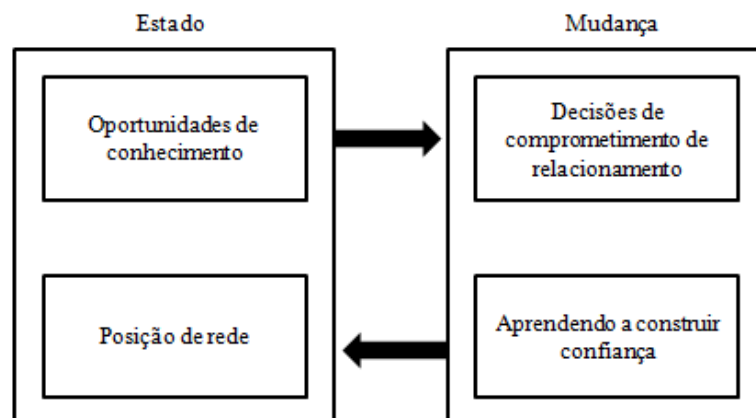 Estado
Mudança
Oportunidades de
conhecimento
Decisões de
comprometimento de
relacionamento
Posição de rede
Aprendendo a construir
confiança